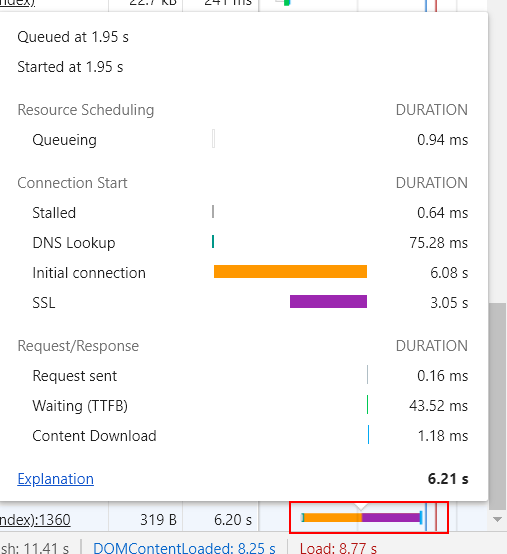 ndex) 22.7 kB 241 ms
Queued at 1.95 s
Started at 1.95 s
Resource Scheduling DURATION
Queueing 0.94 ms
Connection Start DURATION
Stalled 0.64 ms
DNS Lookup 75.28 ms
Initial connection 6.08 s
SSL 3.05 s
Request/Response DURATION
Request sent 0.16 ms
Waiting (TTFB) 43.52 ms
Content Download 1.18 ms
Explanation 6.21 s
ndex):1360 319 B 6.20 s
sh: 11.41 s DOMContentLoaded: 8.25 s Load: 8.77 s